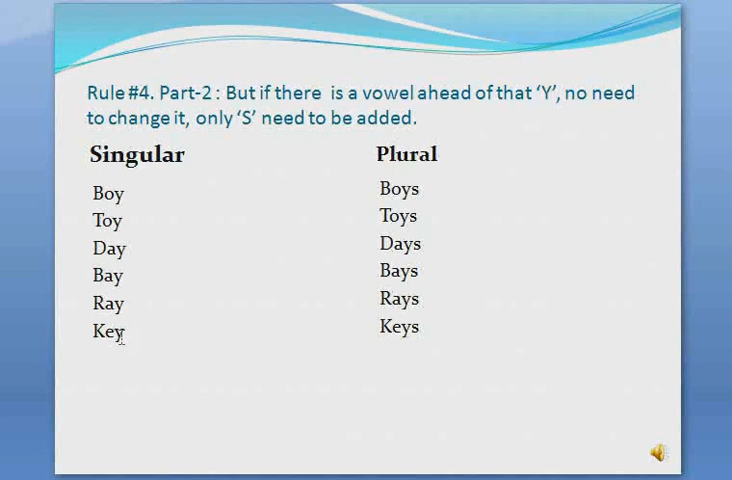 Rule #4. Part-2 : But if there is a vowel ahead of that ‘Y’, no need
to change it, only ‘S’ need to be added.
Singular Plural
Boy Boys
Toy Toys
Day Days
Bay Bays
Ray Rays
Key Keys